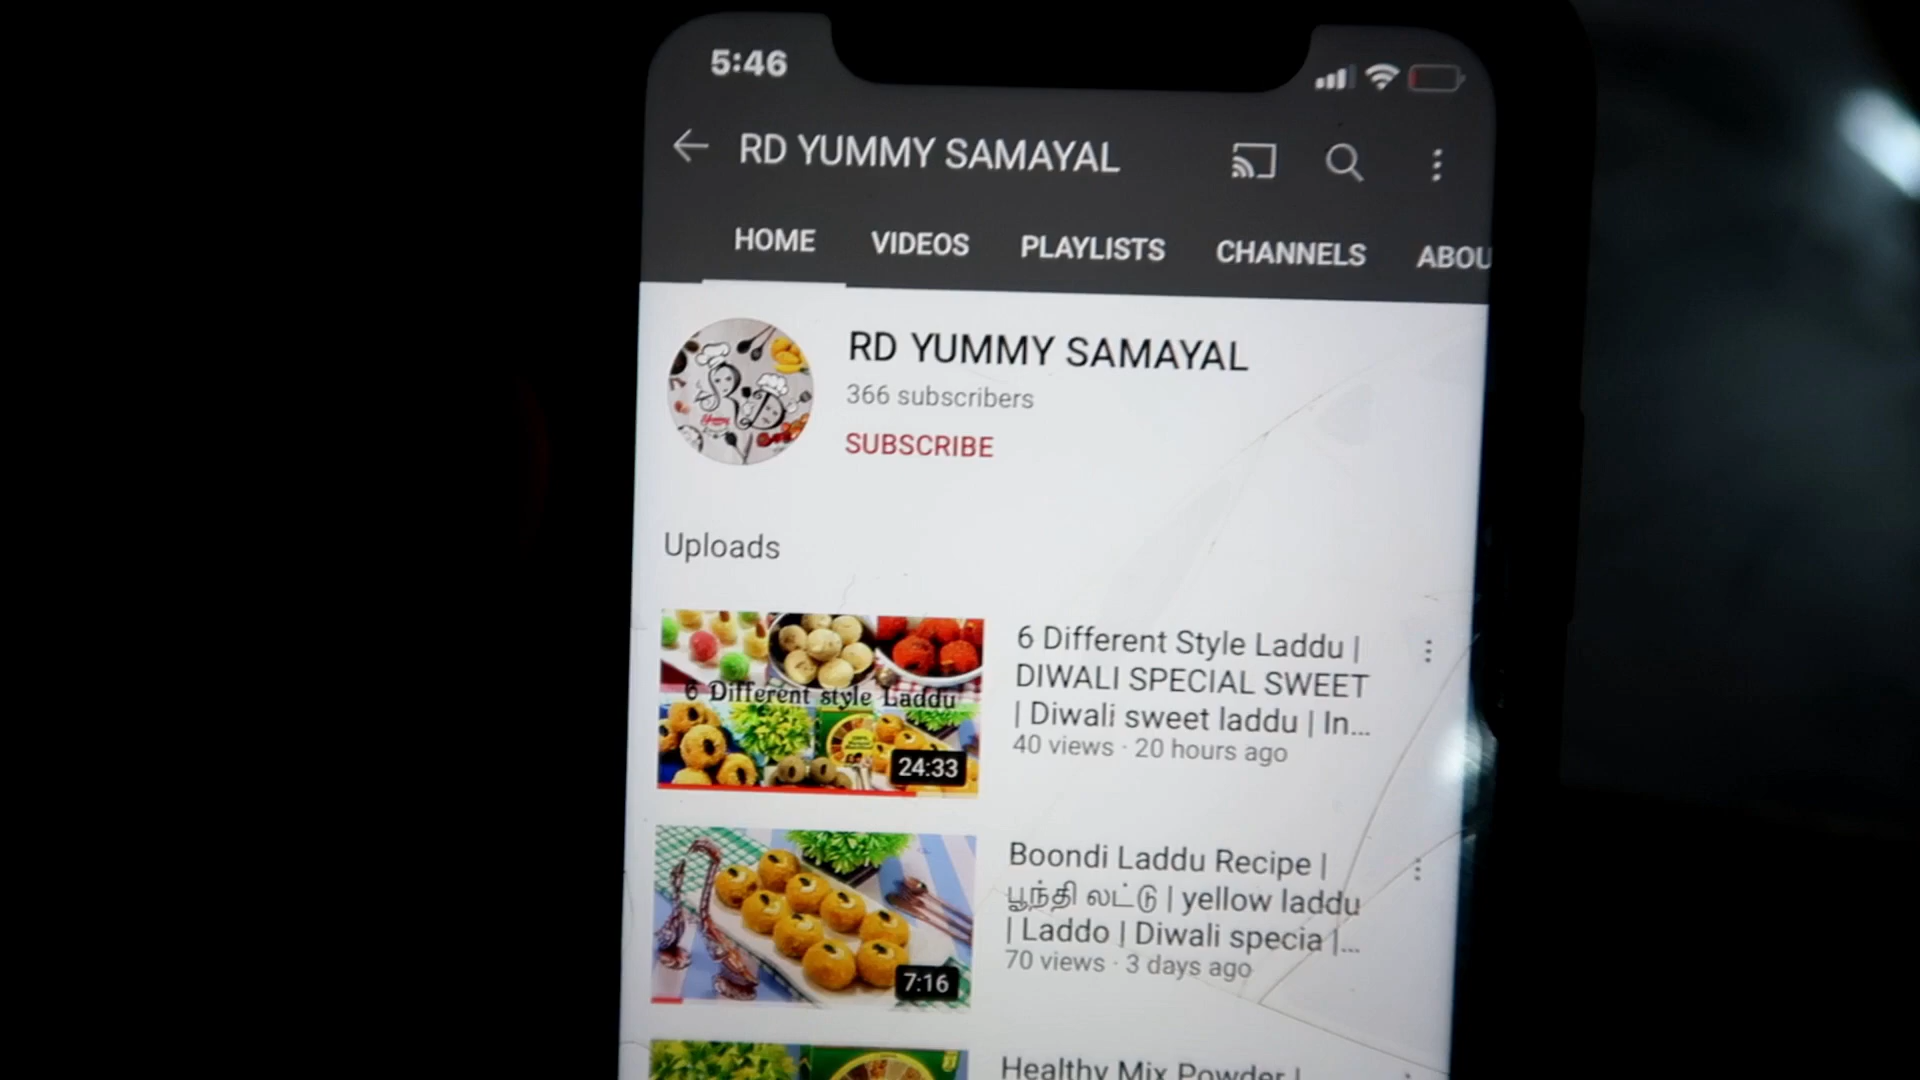 5:46
RD YUMMY SAMAYAL
HOME VIDEOS PLAYLISTS CHANNELS ABOU
RD YUMMY SAMAYAL
366 subscribers
SUBSCRIBE
Uploads
6 Different style Laddu
24:33
6 Different Style Laddu |
DIWALI SPECIAL SWEET
| Diwali sweet laddu | In...
40 views · 20 hours ago
7:16
Boondi Laddu Recipe |
பூந்தி லட்டு | yellow laddu
| Laddo | Diwali specia |...
70 views · 3 days ago
Healthy Mix Powder |